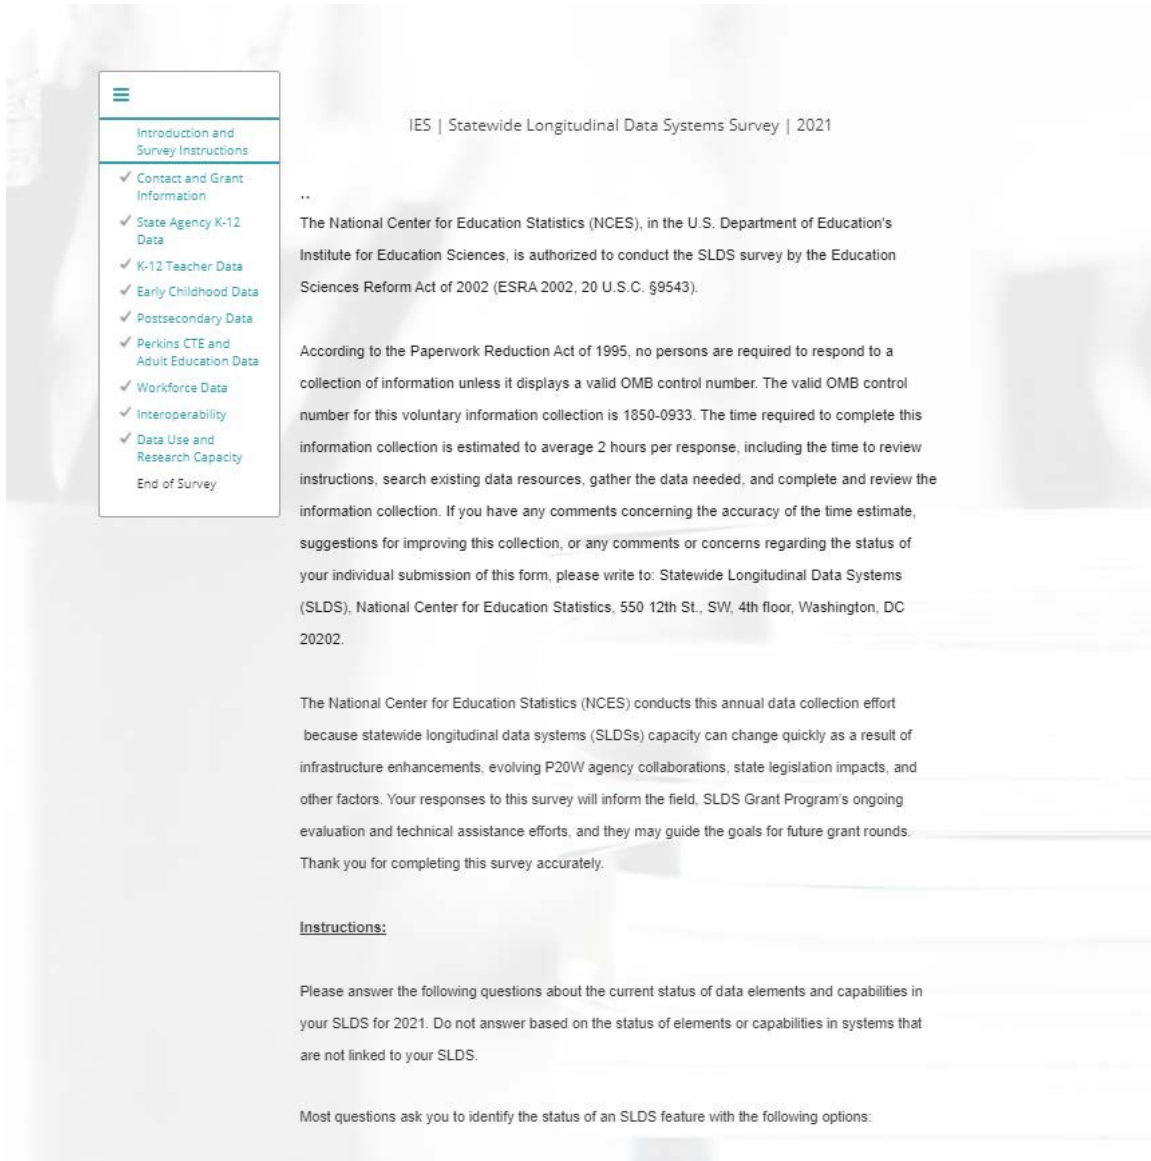 Introduction and
Survey Instructions
✓ Contact and Grant
Information
✓ State Agency K-12
Data
✓ K-12 Teacher Data
✓ Early Childhood Data
✓ Postsecondary Data
✓ Perkins CTE and
Adult Education Data
✓ Workforce Data
✓ Interoperability
✓ Data Use and
Research Capacity
End of Survey
IES | Statewide Longitudinal Data Systems Survey | 2021
..
The National Center for Education Statistics (NCES), in the U.S. Department of Education's
Institute for Education Sciences, is authorized to conduct the SLDS survey by the Education
Sciences Reform Act of 2002 (ESRA 2002, 20 U.S.C. §9543).
According to the Paperwork Reduction Act of 1995, no persons are required to respond to a
collection of information unless it displays a valid OMB control number. The valid OMB control
number for this voluntary information collection is 1850-0933. The time required to complete this
information collection is estimated to average 2 hours per response, including the time to review
instructions, search existing data resources, gather the data needed, and complete and review the
information collection. If you have any comments concerning the accuracy of the time estimate,
suggestions for improving this collection, or any comments or concerns regarding the status of
your individual submission of this form, please write to: Statewide Longitudinal Data Systems
(SLDS), National Center for Education Statistics, 550 12th St., SW, 4th floor, Washington, DC
20202.
The National Center for Education Statistics (NCES) conducts this annual data collection effort
because statewide longitudinal data systems (SLDSs) capacity can change quickly as a result of
infrastructure enhancements, evolving P20W agency collaborations, state legislation impacts, and
other factors. Your responses to this survey will inform the field, SLDS Grant Program's ongoing
evaluation and technical assistance efforts, and they may guide the goals for future grant rounds.
Thank you for completing this survey accurately.
Instructions:
Please answer the following questions about the current status of data elements and capabilities in
your SLDS for 2021. Do not answer based on the status of elements or capabilities in systems that
are not linked to your SLDS.
Most questions ask you to identify the status of an SLDS feature with the following options: